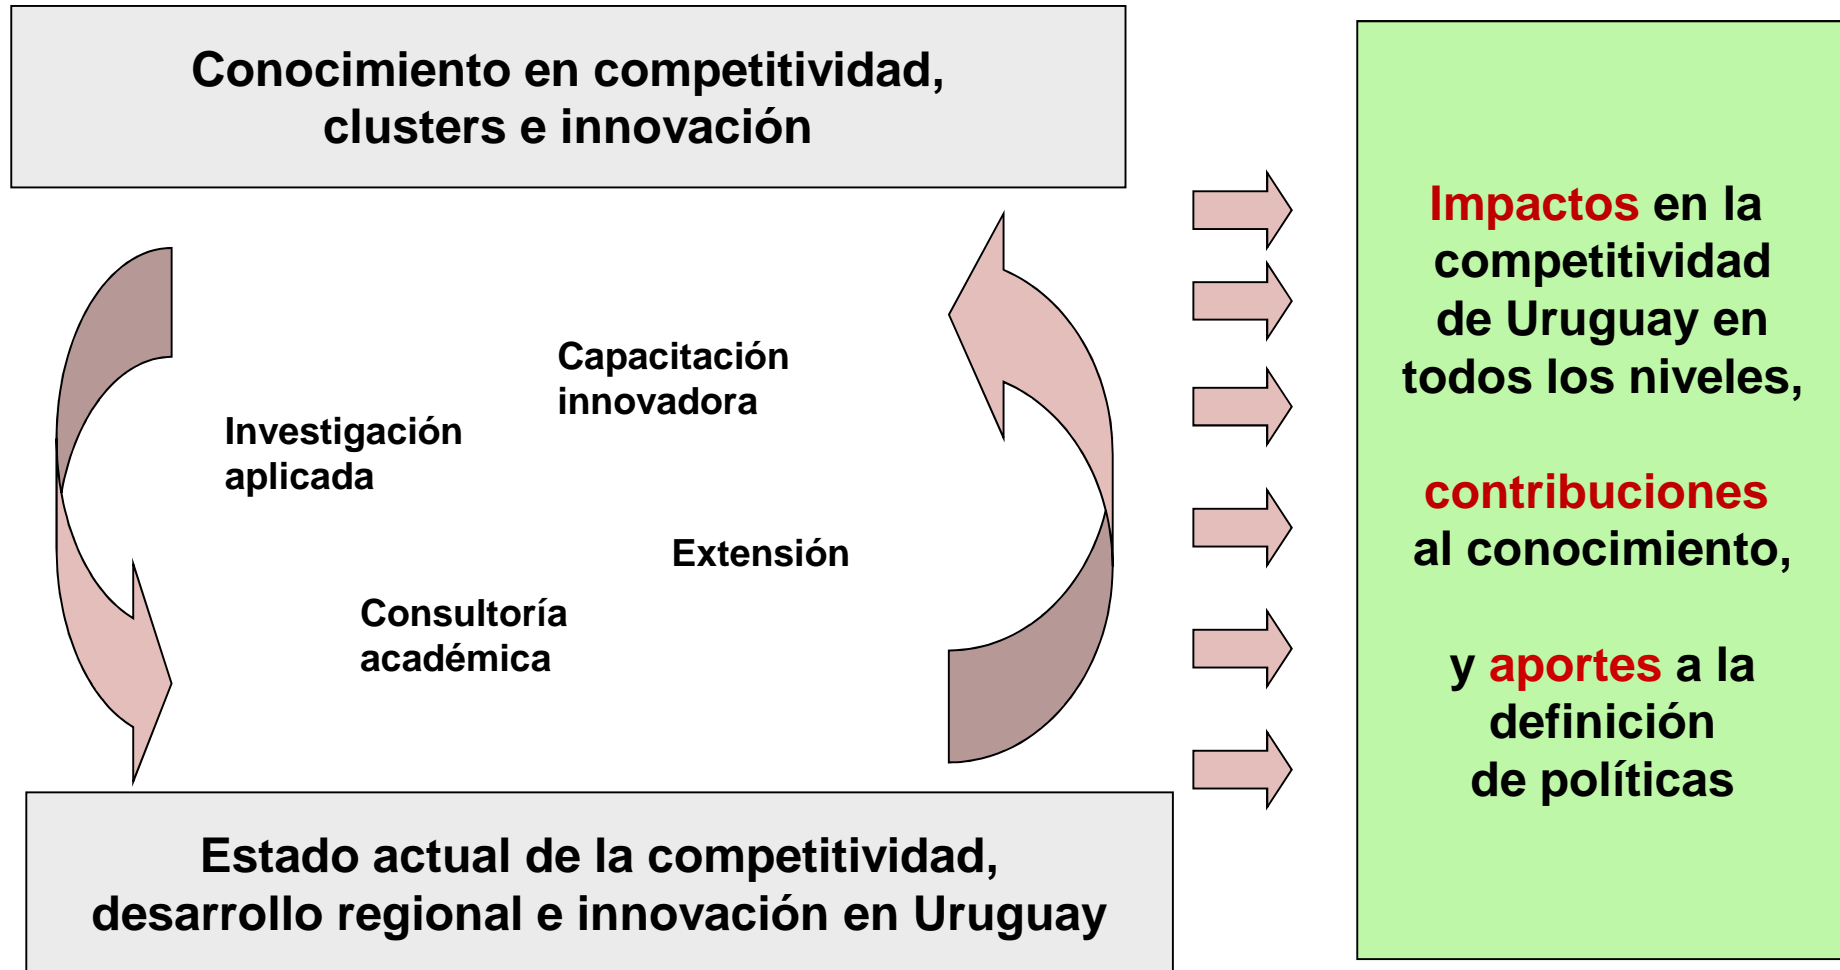 Conocimiento en competitividad,
clusters e innovación
Capacitación
innovadora
Investigación
aplicada
Extensión
Consultoría
académica
Estado actual de la competitividad,
desarrollo regional e innovación en Uruguay
Impactos en la
competitividad
de Uruguay en
todos los niveles,
contribuciones
al conocimiento,
y aportes a la
definición
de políticas